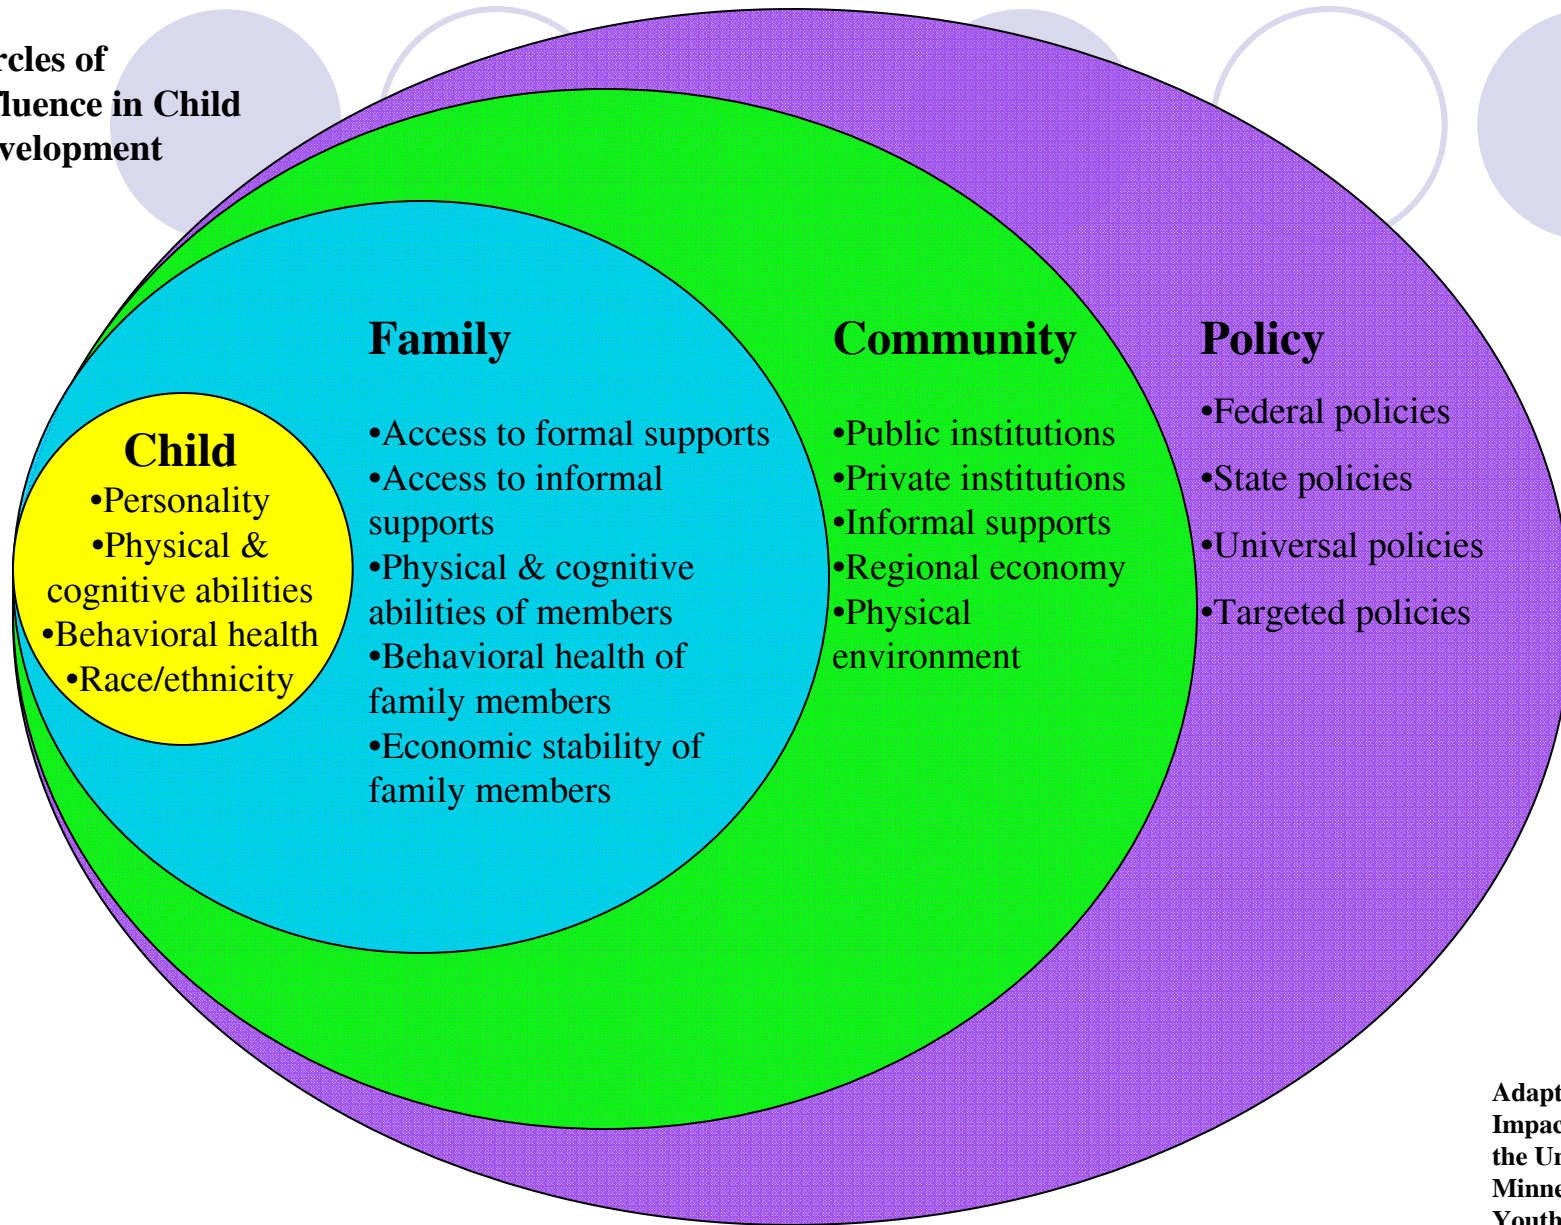 rcles of
fluence in Child
velopment
Family
•Access to formal supports
•Access to informal
supports
•Physical & cognitive
abilities of members
•Behavioral health of
family members
•Economic stability of
family members
Community
•Public institutions
•Private institutions
•Informal supports
•Regional economy
•Physical
environment
Policy
•Federal policies
•State policies
•Universal policies
•Targeted policies
Child
•Personality
•Physical &
cognitive abilities
•Behavioral health
•Race/ethnicity
Adapt
Impac
the Un
Minne
Youth